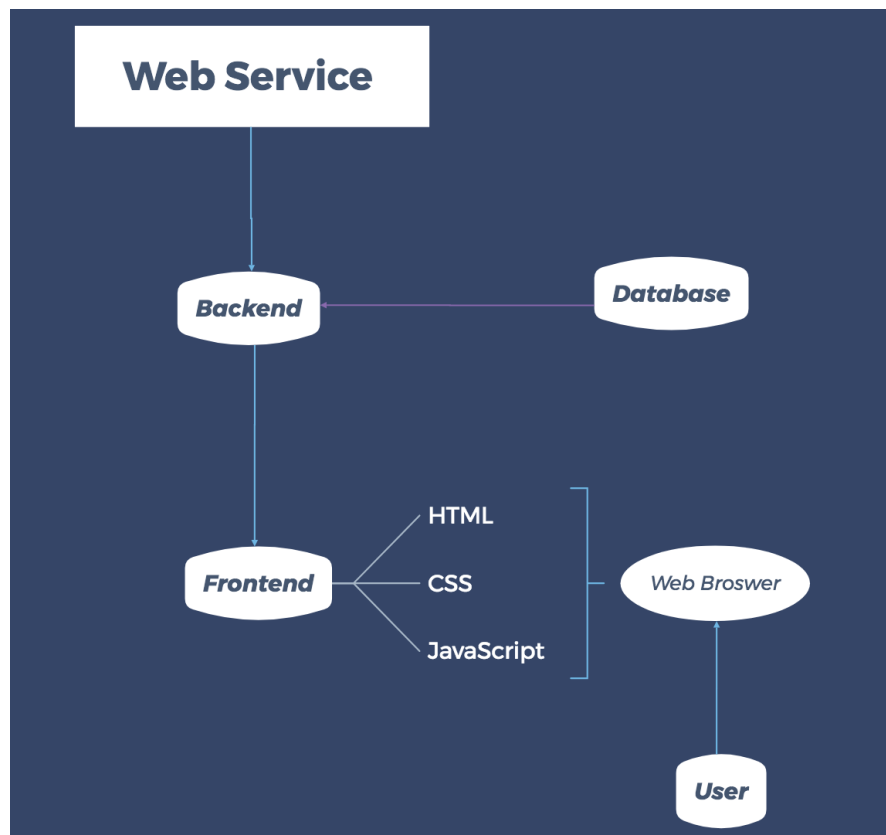 Web Service
Backend
Database
HTML
Frontend
CSS
Web Broswer
JavaScript
User